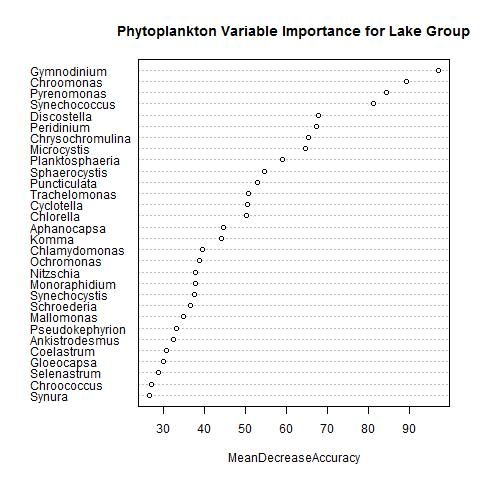 Phytoplankton Variable Importance for Lake Group
Gymnodinium
Chroomonas
Pyrenomonas
Synechococcus
Discostella
Peridinium
Chrysochromulina
Microcystis
Planktosphaeria
Sphaerocystis
Puncticulata
Trachelomonas
Cyclotella
Chlorella
Aphanocapsa
Komma
Chlamydomonas
Ochromonas
Nitzschia
Monoraphidium
Synechocystis
Schroederia
Mallomonas
Pseudokephyrion
Ankistrodesmus
Coelastrum
Gloeocapsa
Selenastrum
Chroococcus
Synura
30 40 50 60 70 80 90
MeanDecreaseAccuracy